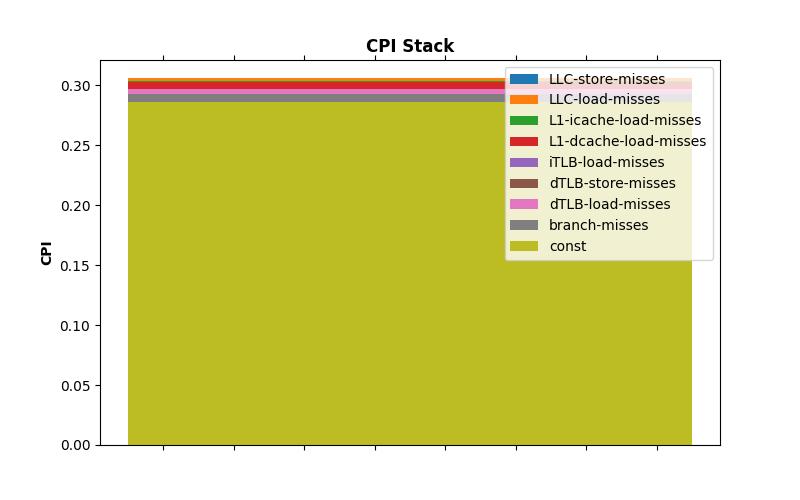 CPI Stack
CPI
0.30
0.25
0.20
0.15
0.10
0.05
0.00
LLC-store-misses
LLC-load-misses
L1-icache-load-misses
L1-dcache-load-misses
iTLB-load-misses
dTLB-store-misses
dTLB-load-misses
branch-misses
const